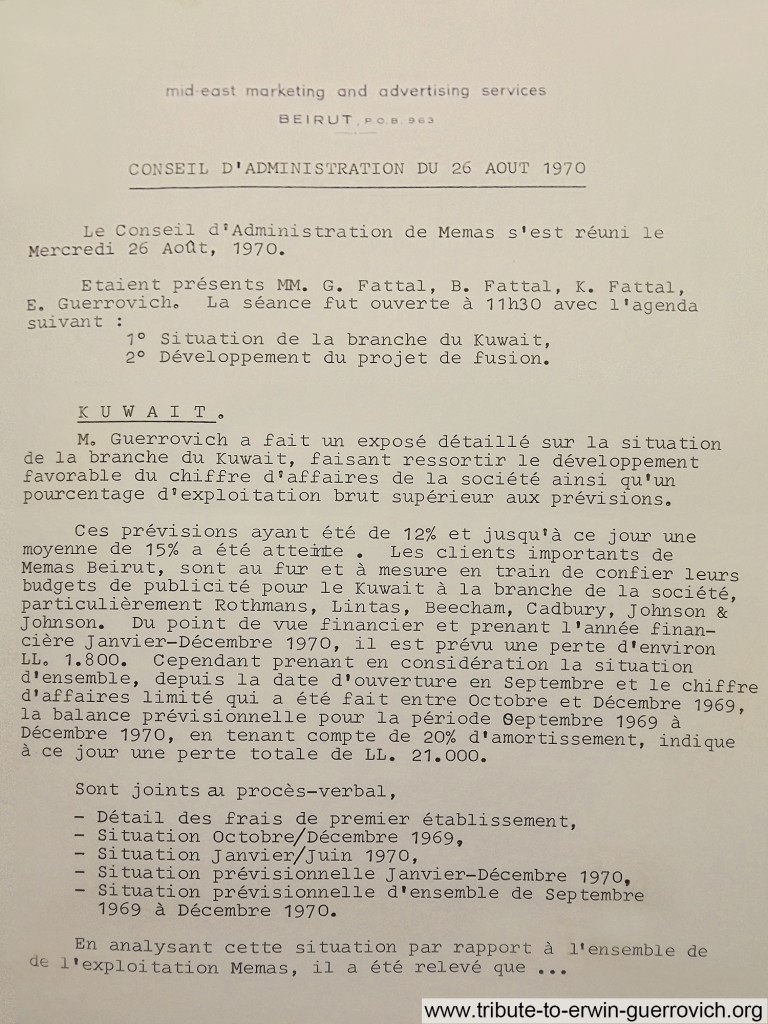 mid-east marketing and advertising services
BEIRUT, P.O.B. 963
CONSEIL D'ADMINISTRATION DU 26 AOUT 1970
Le Conseil d'Administration de Memas s'est réuni le
Mercredi 26 Août, 1970.
Etaient présents MM. G. Fattal, B. Fattal, K. Fattal,
E. Guerrovich. La séance fut ouverte à 11h30 avec l'agenda
suivant :
1° Situation de la branche du Kuwait,
2° Développement du projet de fusion.
K U W A I T.
M. Guerrovich a fait un exposé détaillé sur la situation
de la branche du Kuwait, faisant ressortir le développement
favorable du chiffre d'affaires de la société ainsi qu'un
pourcentage d'exploitation brut supérieur aux prévisions.
Ces prévisions ayant été de 12% et jusqu'à ce jour une
moyenne de 15% a été atteinte . Les clients importants de
Memas Beirut, sont au fur et à mesure en train de confier leurs
budgets de publicité pour le Kuwait à la branche de la société,
particulièrement Rothmans, Lintas, Beecham, Cadbury, Johnson &
Johnson. Du point de vue financier et prenant l'année finan-
cière Janvier-Décembre 1970, il est prévu une perte d'environ
LL. 1.800. Cependant prenant en considération la situation
d'ensemble, depuis la date d'ouverture en Septembre et le chiffre
d'affaires limité qui a été fait entre Octobre et Décembre 1969,
la balance prévisionnelle pour la période Septembre 1969 à
Décembre 1970, en tenant compte de 20% d'amortissement, indique
à ce jour une perte totale de LL. 21.000.
Sont joints au procès-verbal,
- Détail des frais de premier établissement,
- Situation Octobre/Décembre 1969,
- Situation Janvier/Juin 1970,
- Situation prévisionnelle Janvier-Décembre 1970,
- Situation prévisionnelle d'ensemble de Septembre
1969 à Décembre 1970.
En analysant cette situation par rapport à l'ensemble de
de l'exploitation Memas, il a été relevé que ...
www.tribute-to-erwin-guerrovich.org